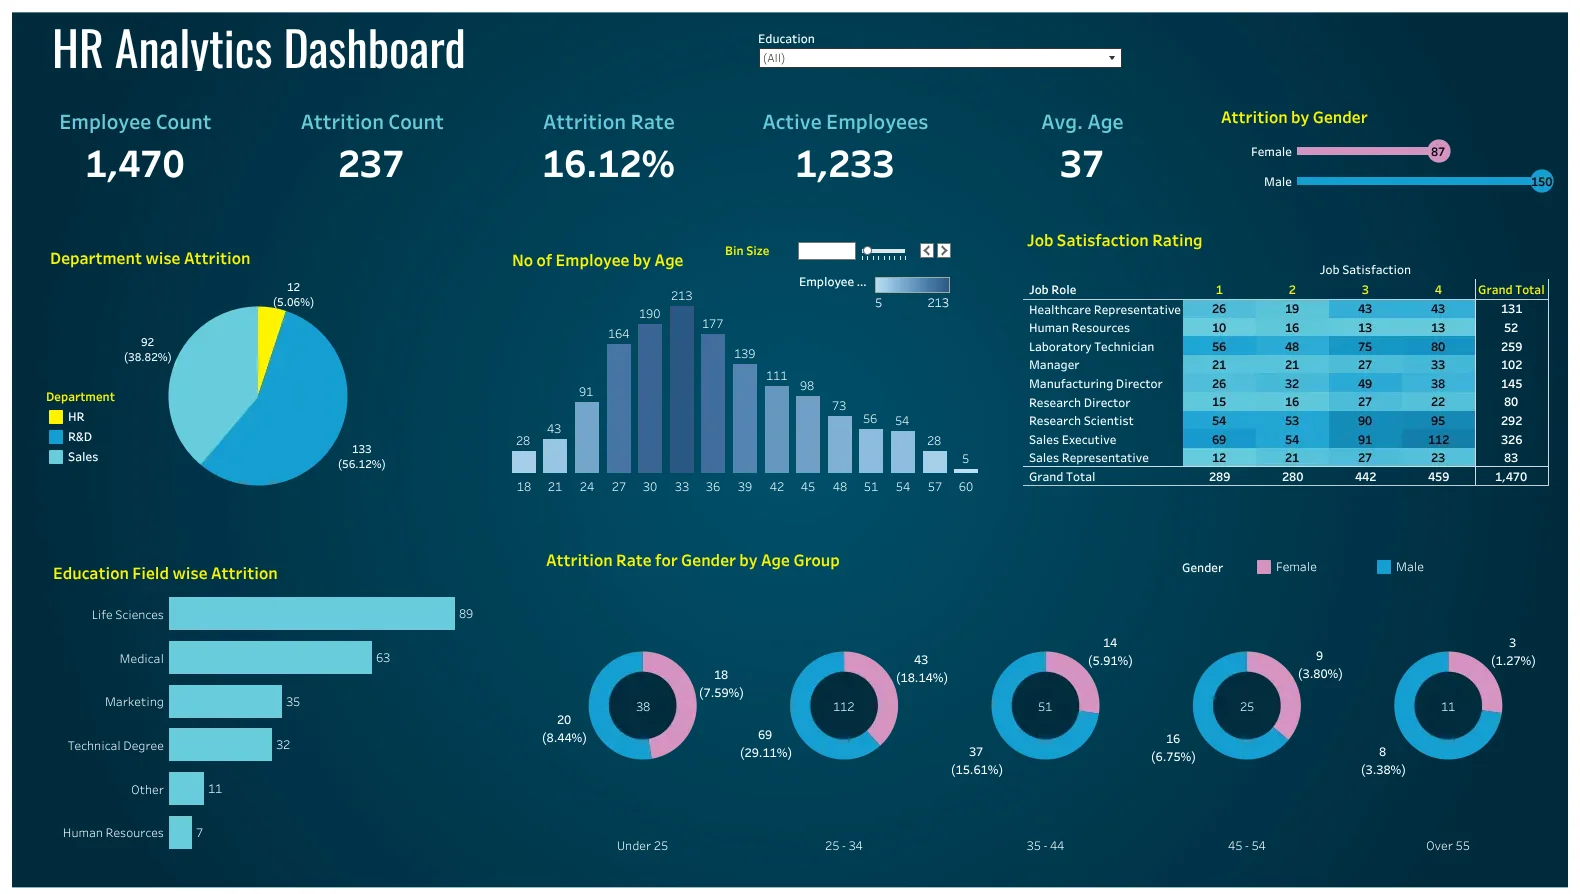 HR Analytics Dashboard
Education
(All)
Employee Count
1,470
Attrition Count
237
Attrition Rate
16.12%
Active Employees
1,233
Avg. Age
37
Attrition by Gender
Female 87
Male 150
Department wise Attrition
12
(5.06%)
92
(38.82%)
133
(56.12%)
Department
HR
R&D
Sales
No of Employee by Age
Bin Size
Employee ...
5 213
28 43 91 164 190 213 177 139 111 98 73 56 54 28 5
18 21 24 27 30 33 36 39 42 45 48 51 54 57 60
Job Satisfaction Rating
Job Satisfaction
Job Role 1 2 3 4 Grand Total
Healthcare Representative 26 19 43 43 131
Human Resources 10 16 13 13 52
Laboratory Technician 56 48 75 80 259
Manager 21 21 27 33 102
Manufacturing Director 26 32 49 38 145
Research Director 15 16 27 22 80
Research Scientist 54 53 90 95 292
Sales Executive 69 54 91 112 326
Sales Representative 12 21 27 23 83
Grand Total 289 280 442 459 1,470
Education Field wise Attrition
Life Sciences 89
Medical 63
Marketing 35
Technical Degree 32
Other 11
Human Resources 7
Attrition Rate for Gender by Age Group
Gender Female Male
18
(7.59%)
38
20
(8.44%)
Under 25
43
(18.14%)
112
69
(29.11%)
25 - 34
14
(5.91%)
51
37
(15.61%)
35 - 44
9
(3.80%)
25
16
(6.75%)
45 - 54
3
(1.27%)
11
8
(3.38%)
Over 55